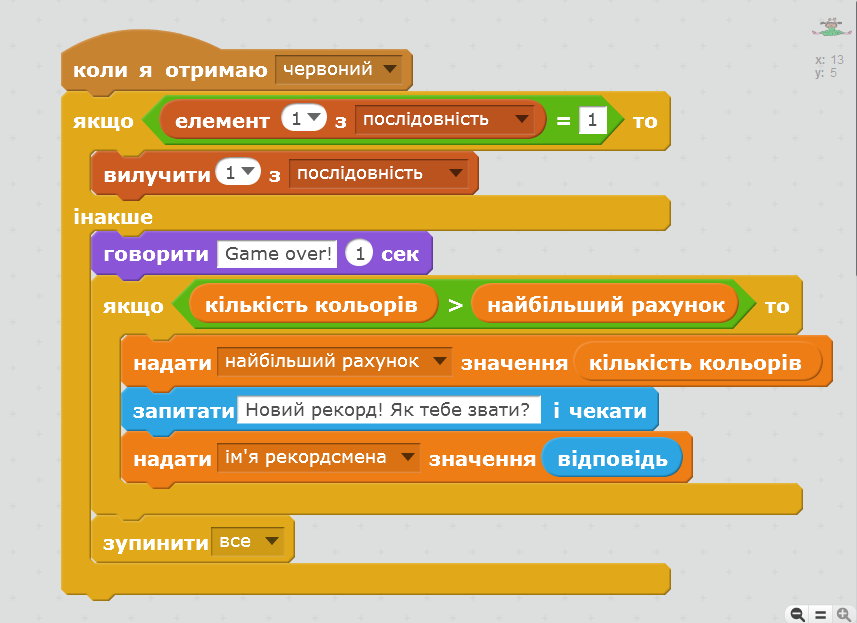 x: 13
y: 5
коли я отримаю червоний
якщо елемент 1 з послідовність = 1 то
вилучити 1 з послідовність
інакше
говорити Game over! 1 сек
якщо кількість кольорів > найбільший рахунок то
надати найбільший рахунок значення кількість кольорів
запитати Новий рекорд! Як тебе звати? і чекати
надати ім'я рекордсмена значення відповідь
зупинити все